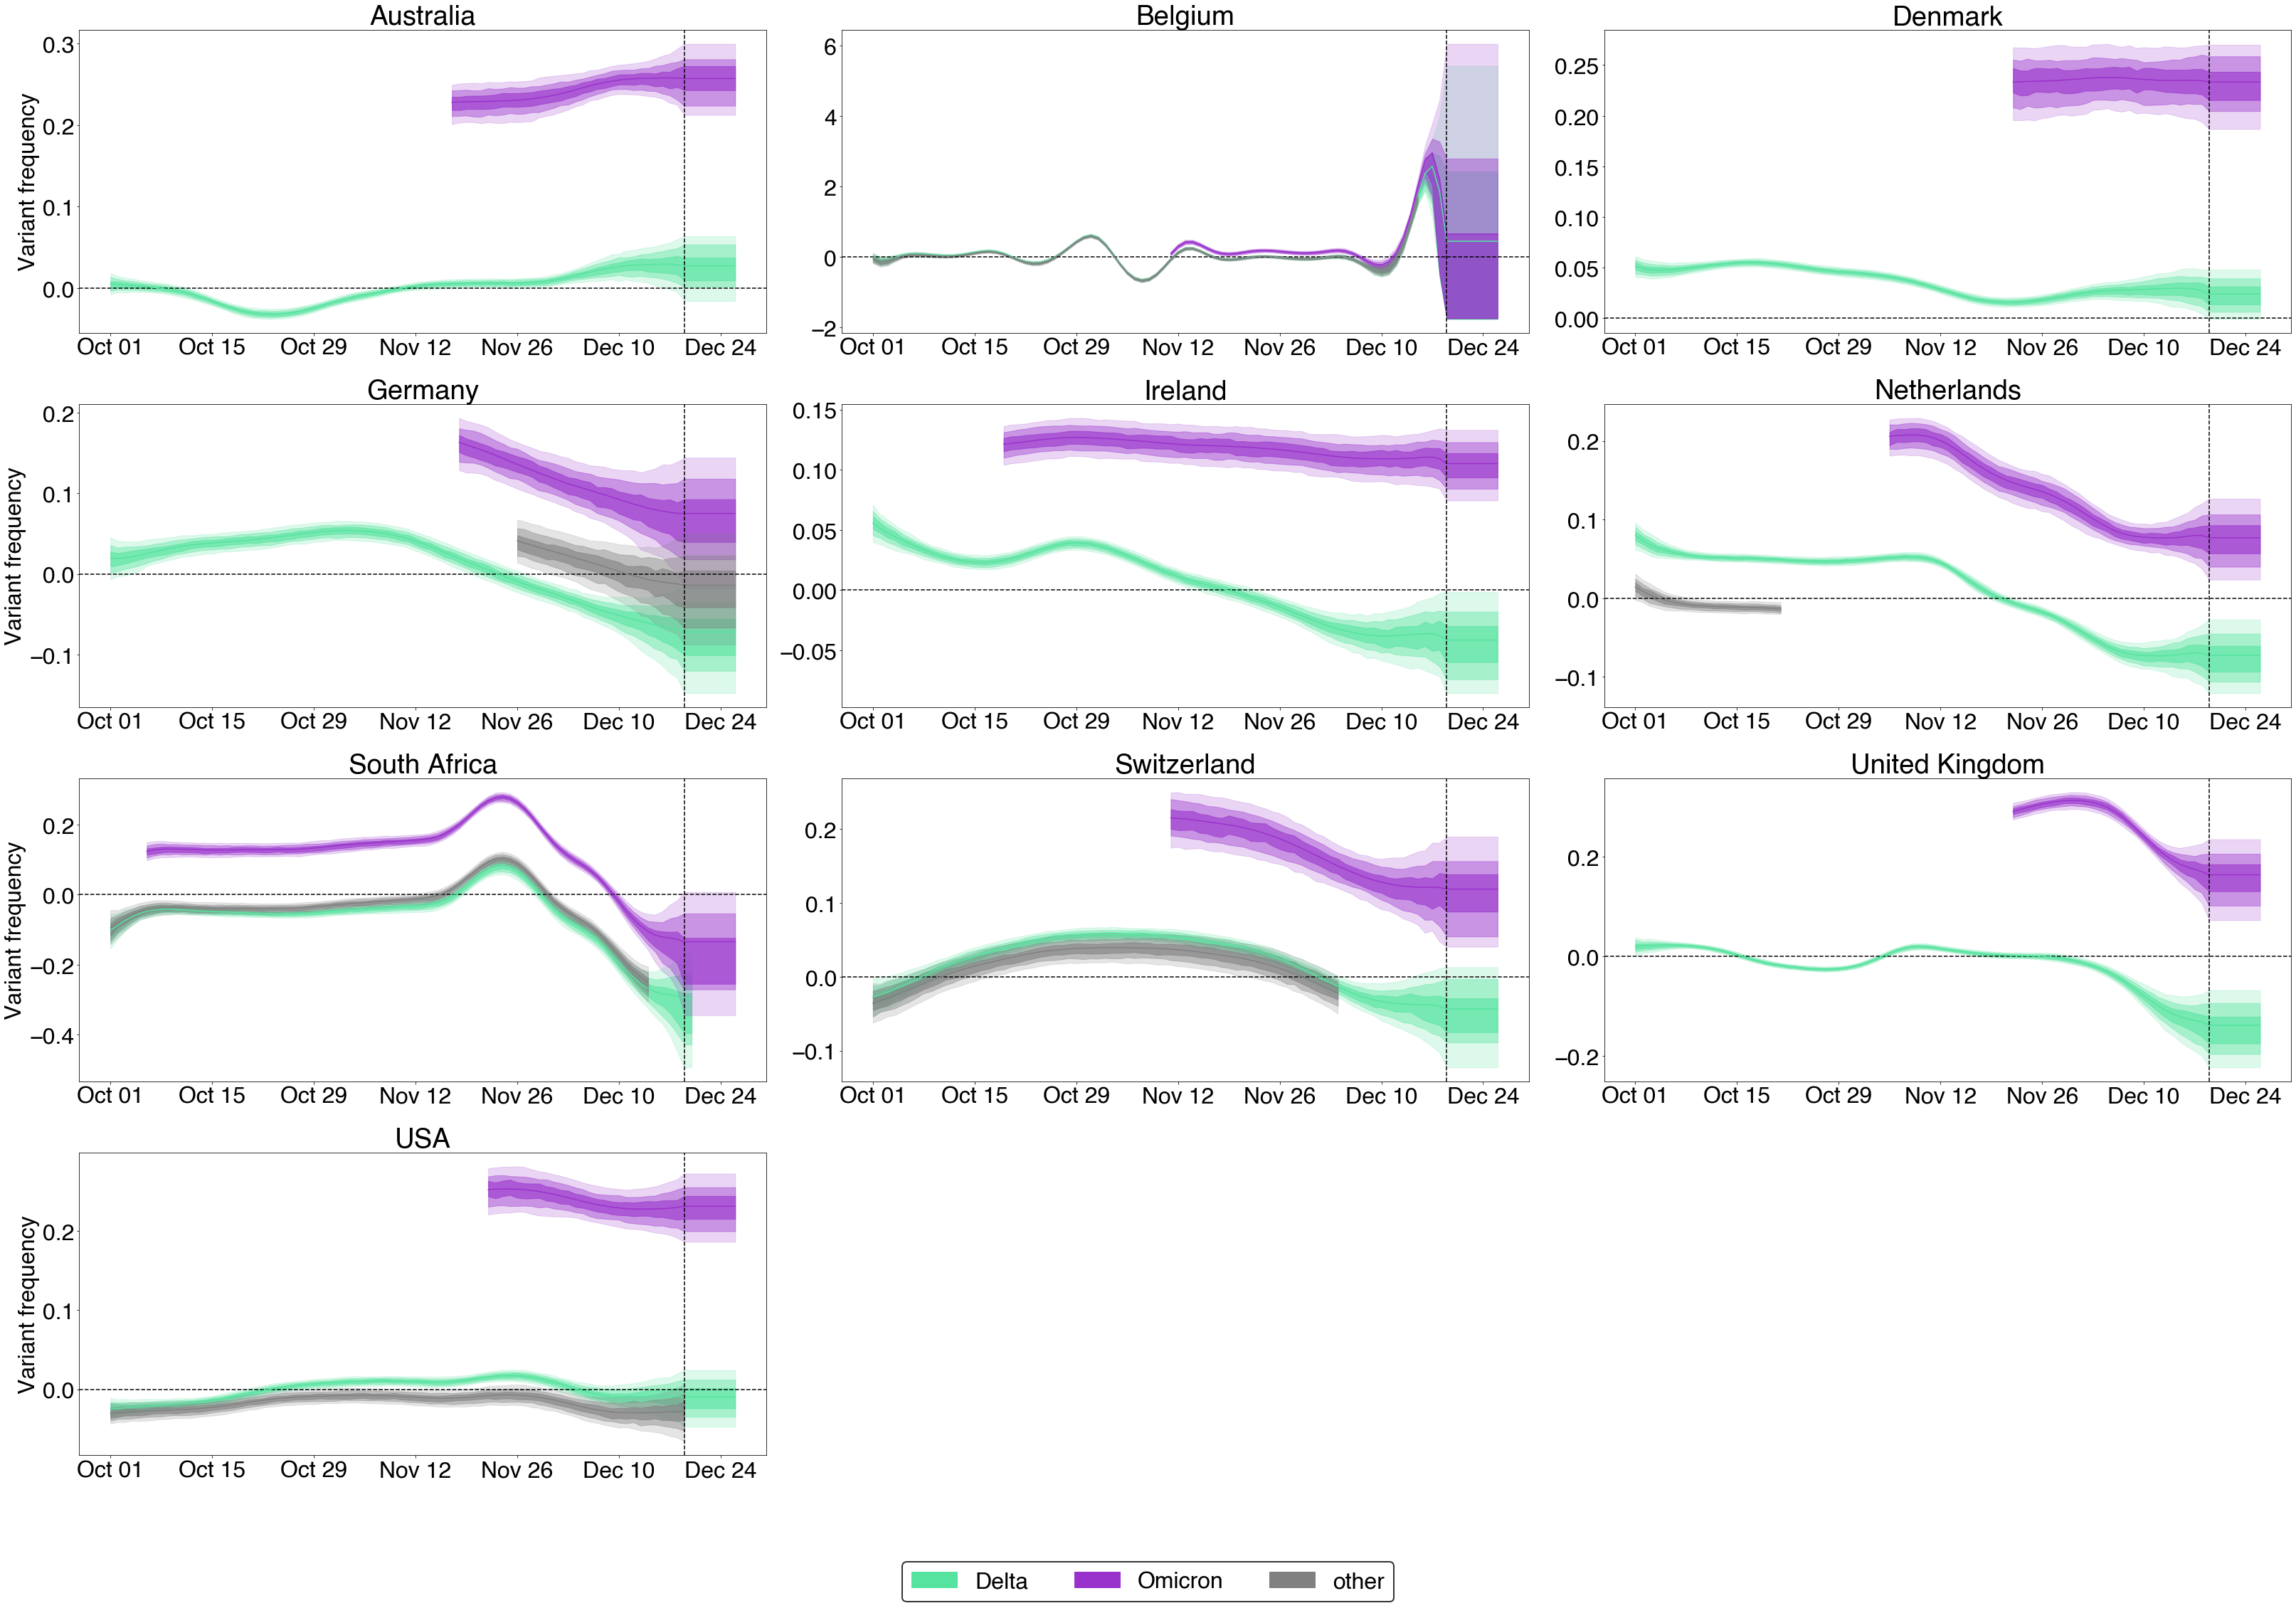 Australia
Variant frequency
0.3
0.2
0.1
0.0
Oct 01 Oct 15 Oct 29 Nov 12 Nov 26 Dec 10 Dec 24
Belgium
6
4
2
0
−2
Oct 01 Oct 15 Oct 29 Nov 12 Nov 26 Dec 10 Dec 24
Denmark
0.25
0.20
0.15
0.10
0.05
0.00
Oct 01 Oct 15 Oct 29 Nov 12 Nov 26 Dec 10 Dec 24
Germany
Variant frequency
0.2
0.1
0.0
−0.1
Oct 01 Oct 15 Oct 29 Nov 12 Nov 26 Dec 10 Dec 24
Ireland
0.15
0.10
0.05
0.00
−0.05
Oct 01 Oct 15 Oct 29 Nov 12 Nov 26 Dec 10 Dec 24
Netherlands
0.2
0.1
0.0
−0.1
Oct 01 Oct 15 Oct 29 Nov 12 Nov 26 Dec 10 Dec 24
South Africa
Variant frequency
0.2
0.0
−0.2
−0.4
Oct 01 Oct 15 Oct 29 Nov 12 Nov 26 Dec 10 Dec 24
Switzerland
0.2
0.1
0.0
−0.1
Oct 01 Oct 15 Oct 29 Nov 12 Nov 26 Dec 10 Dec 24
United Kingdom
0.2
0.0
−0.2
Oct 01 Oct 15 Oct 29 Nov 12 Nov 26 Dec 10 Dec 24
USA
Variant frequency
0.2
0.1
0.0
Oct 01 Oct 15 Oct 29 Nov 12 Nov 26 Dec 10 Dec 24
Delta Omicron other